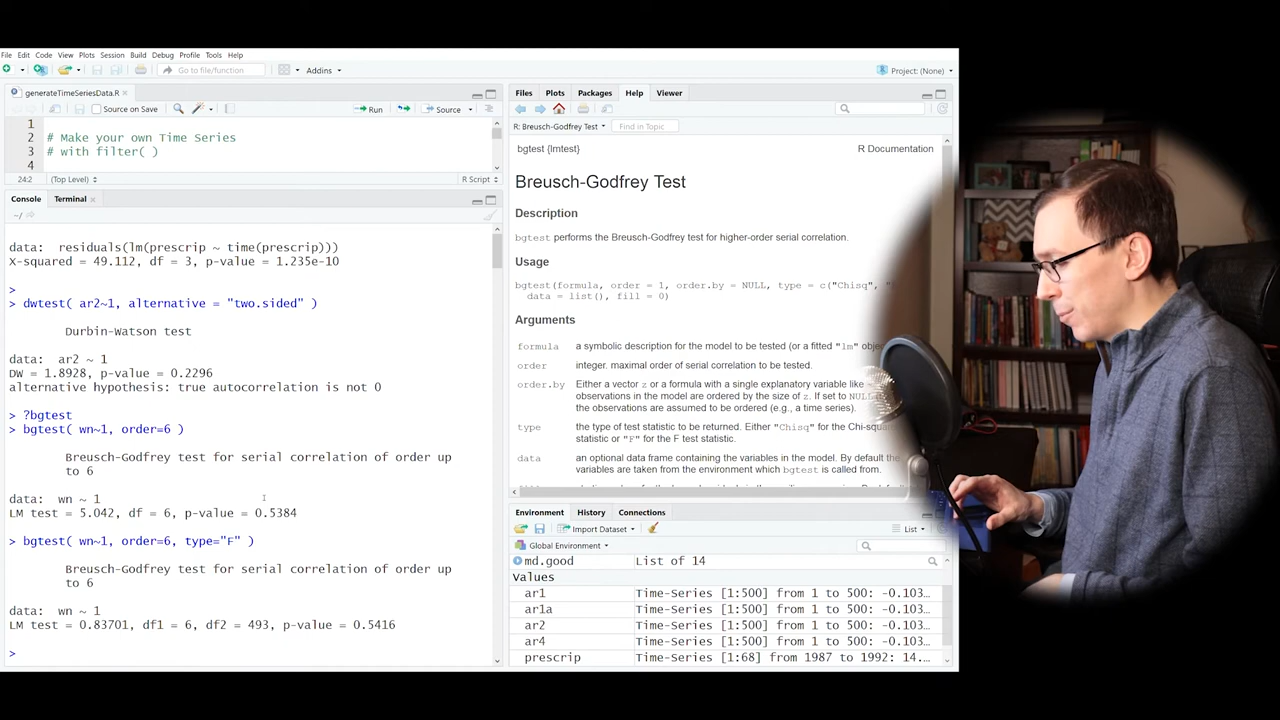 File Edit Code View Plots Session Build Debug Profile Tools Help
Go to file/function
Addins
Project: (None)
generateTimeSeriesData.R
Source on Save
Run
Source
1
2 # Make your own Time Series
3 # with filter( )
4
24:2 (Top Level) R Script
Console Terminal
~/
data: residuals(lm(prescrip ~ time(prescrip)))
X-squared = 49.112, df = 3, p-value = 1.235e-10
>
> dwtest( ar2~1, alternative = "two.sided" )
Durbin-Watson test
data: ar2 ~ 1
DW = 1.8928, p-value = 0.2296
alternative hypothesis: true autocorrelation is not 0
> ?bgtest
> bgtest( wn~1, order=6 )
Breusch-Godfrey test for serial correlation of order up
to 6
data: wn ~ 1
LM test = 5.042, df = 6, p-value = 0.5384
> bgtest( wn~1, order=6, type="F" )
Breusch-Godfrey test for serial correlation of order up
to 6
data: wn ~ 1
LM test = 0.83701, df1 = 6, df2 = 493, p-value = 0.5416
>
Files Plots Packages Help Viewer
R: Breusch-Godfrey Test Find in Topic
bgtest {lmtest} R Documentation
Breusch-Godfrey Test
Description
bgtest performs the Breusch-Godfrey test for higher-order serial correlation.
Usage
bgtest(formula, order = 1, order.by = NULL, type = c("Chisq", "
data = list(), fill = 0)
Arguments
formula a symbolic description for the model to be tested (or a fitted "lm"
order integer. maximal order of serial correlation to be tested.
order.by Either a vector z or a formula with a single explanatory variable like
observations in the model are ordered by the size of z. If set to NULL
the observations are assumed to be ordered (e.g., a time series).
type the type of test statistic to be returned. Either "Chisq" for the
statistic or "F" for the F test statistic.
data an optional data frame containing the variables in the model. By default the
variables are taken from the environment which bgtest is called from.
Environment History Connections
Import Dataset List
Global Environment
md.good List of 14
Values
ar1 Time-Series [1:500] from 1 to 500: -0.103…
ar1a Time-Series [1:500] from 1 to 500: -0.103…
ar2 Time-Series [1:500] from 1 to 500: -0.103…
ar4 Time-Series [1:500] from 1 to 500: -0.103…
prescrip Time-Series [1:68] from 1987 to 1992: 14.…